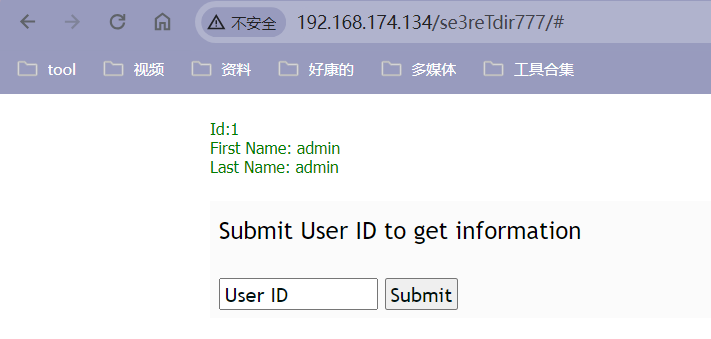 不安全 192.168.174.134/se3reTdir777/#
tool 视频 资料 好康的 多媒体 工具合集
Id:1
First Name: admin
Last Name: admin
Submit User ID to get information
User ID Submit